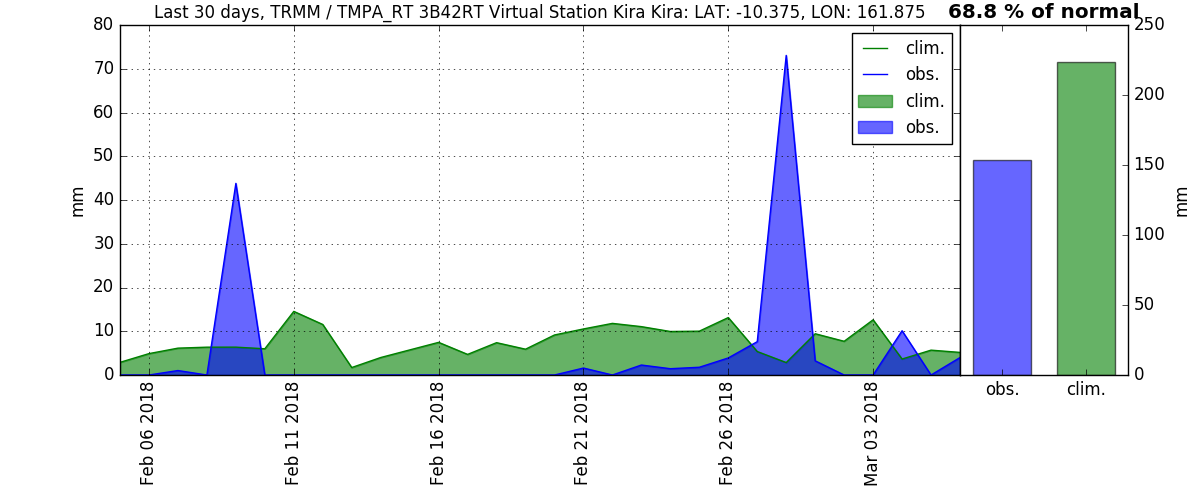 Last 30 days, TRMM / TMPA_RT 3B42RT Virtual Station Kira Kira: LAT: -10.375, LON: 161.875
68.8 % of normal
80
70
60
50
40
30
20
10
0
mm
clim.
obs.
clim.
obs.
Feb 06 2018
Feb 11 2018
Feb 16 2018
Feb 21 2018
Feb 26 2018
Mar 03 2018
250
200
150
100
50
0
mm
obs.
clim.